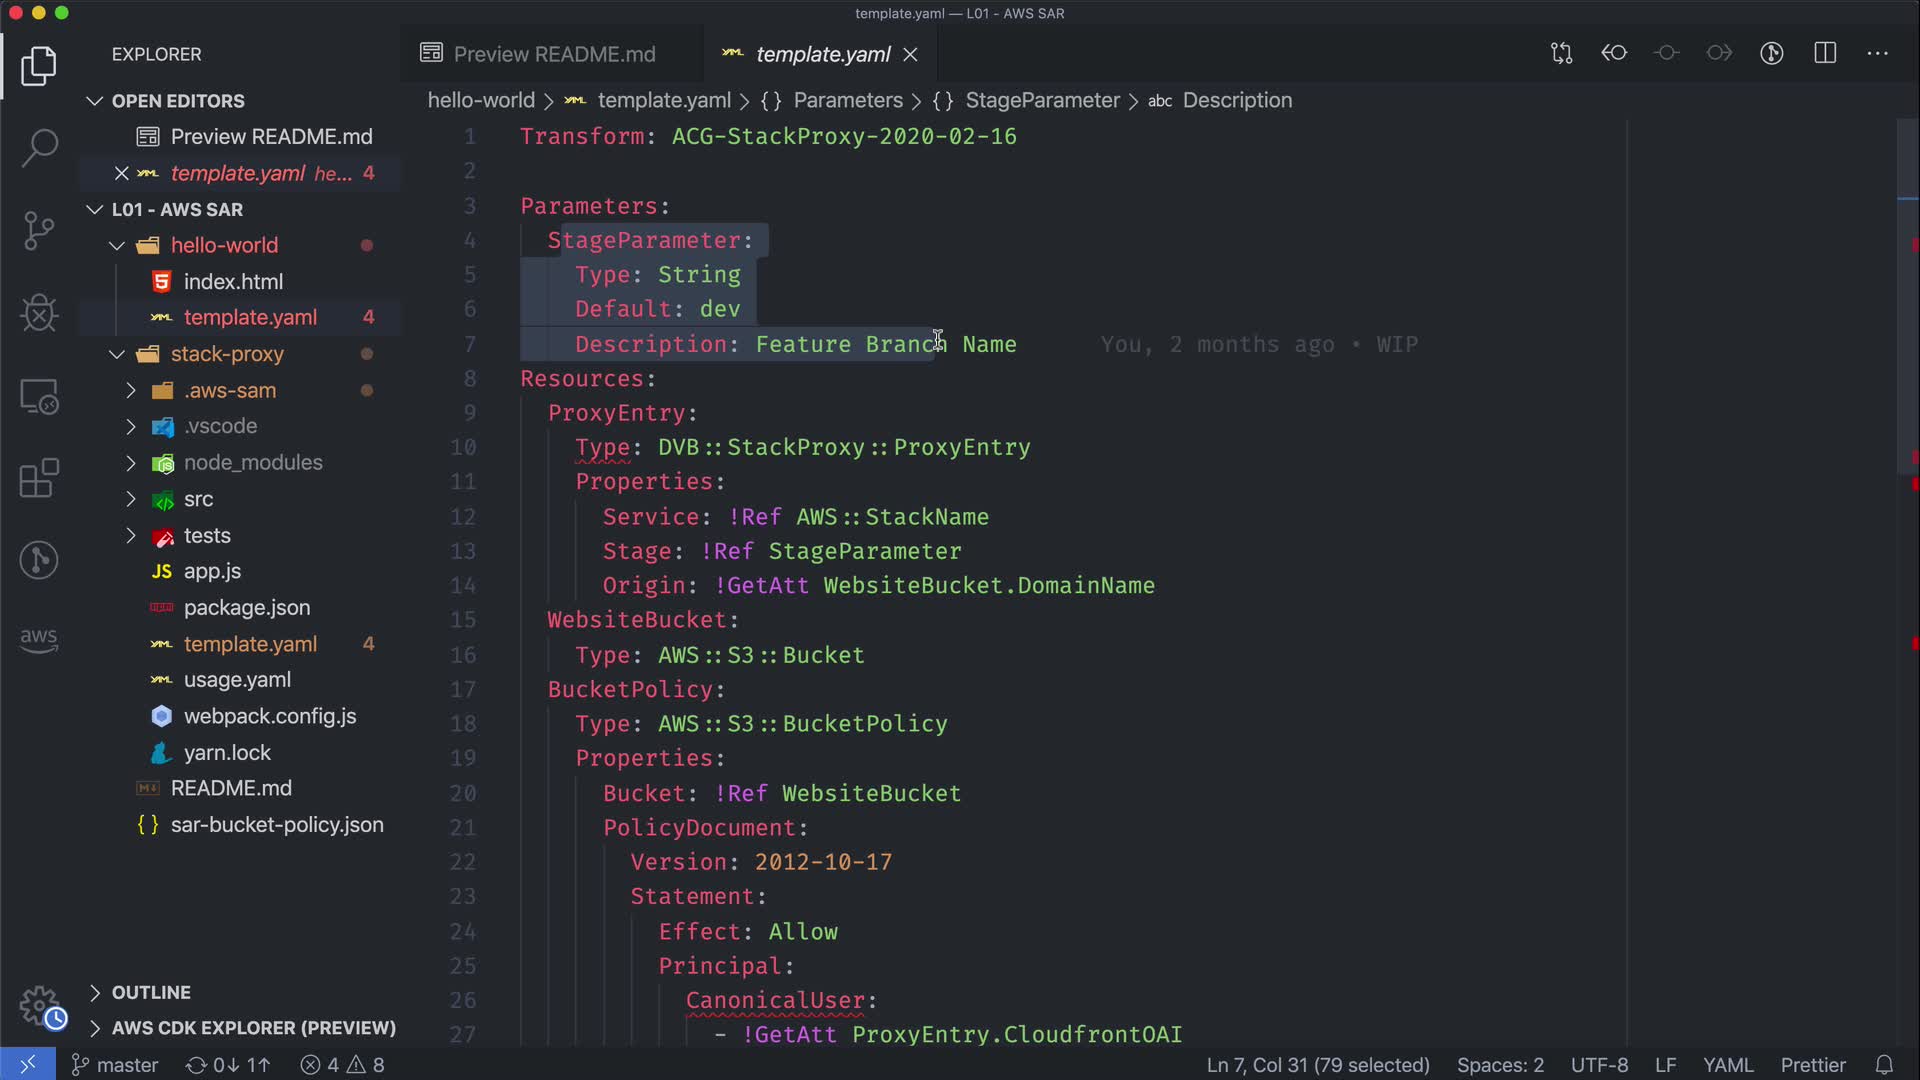 template.yaml — L01 - AWS SAR
EXPLORER
Preview README.md
template.yaml
OPEN EDITORS
Preview README.md
template.yaml he... 4
L01 - AWS SAR
hello-world
index.html
template.yaml 4
stack-proxy
.aws-sam
.vscode
node_modules
src
tests
JS app.js
package.json
template.yaml 4
usage.yaml
webpack.config.js
yarn.lock
README.md
{ } sar-bucket-policy.json
OUTLINE
AWS CDK EXPLORER (PREVIEW)
aws
hello-world > template.yaml > { } Parameters > { } StageParameter > abc Description
1 Transform: ACG-StackProxy-2020-02-16
2
3 Parameters:
4 StageParameter:
5 Type: String
6 Default: dev
7 Description: Feature Branch Name You, 2 months ago • WIP
8 Resources:
9 ProxyEntry:
10 Type: DVB::StackProxy::ProxyEntry
11 Properties:
12 Service: !Ref AWS::StackName
13 Stage: !Ref StageParameter
14 Origin: !GetAtt WebsiteBucket.DomainName
15 WebsiteBucket:
16 Type: AWS::S3::Bucket
17 BucketPolicy:
18 Type: AWS::S3::BucketPolicy
19 Properties:
20 Bucket: !Ref WebsiteBucket
21 PolicyDocument:
22 Version: 2012-10-17
23 Statement:
24 Effect: Allow
25 Principal:
26 CanonicalUser:
27 - !GetAtt ProxyEntry.CloudfrontOAI
master 0↓ 1↑ 4 8
Ln 7, Col 31 (79 selected) Spaces: 2 UTF-8 LF YAML Prettier